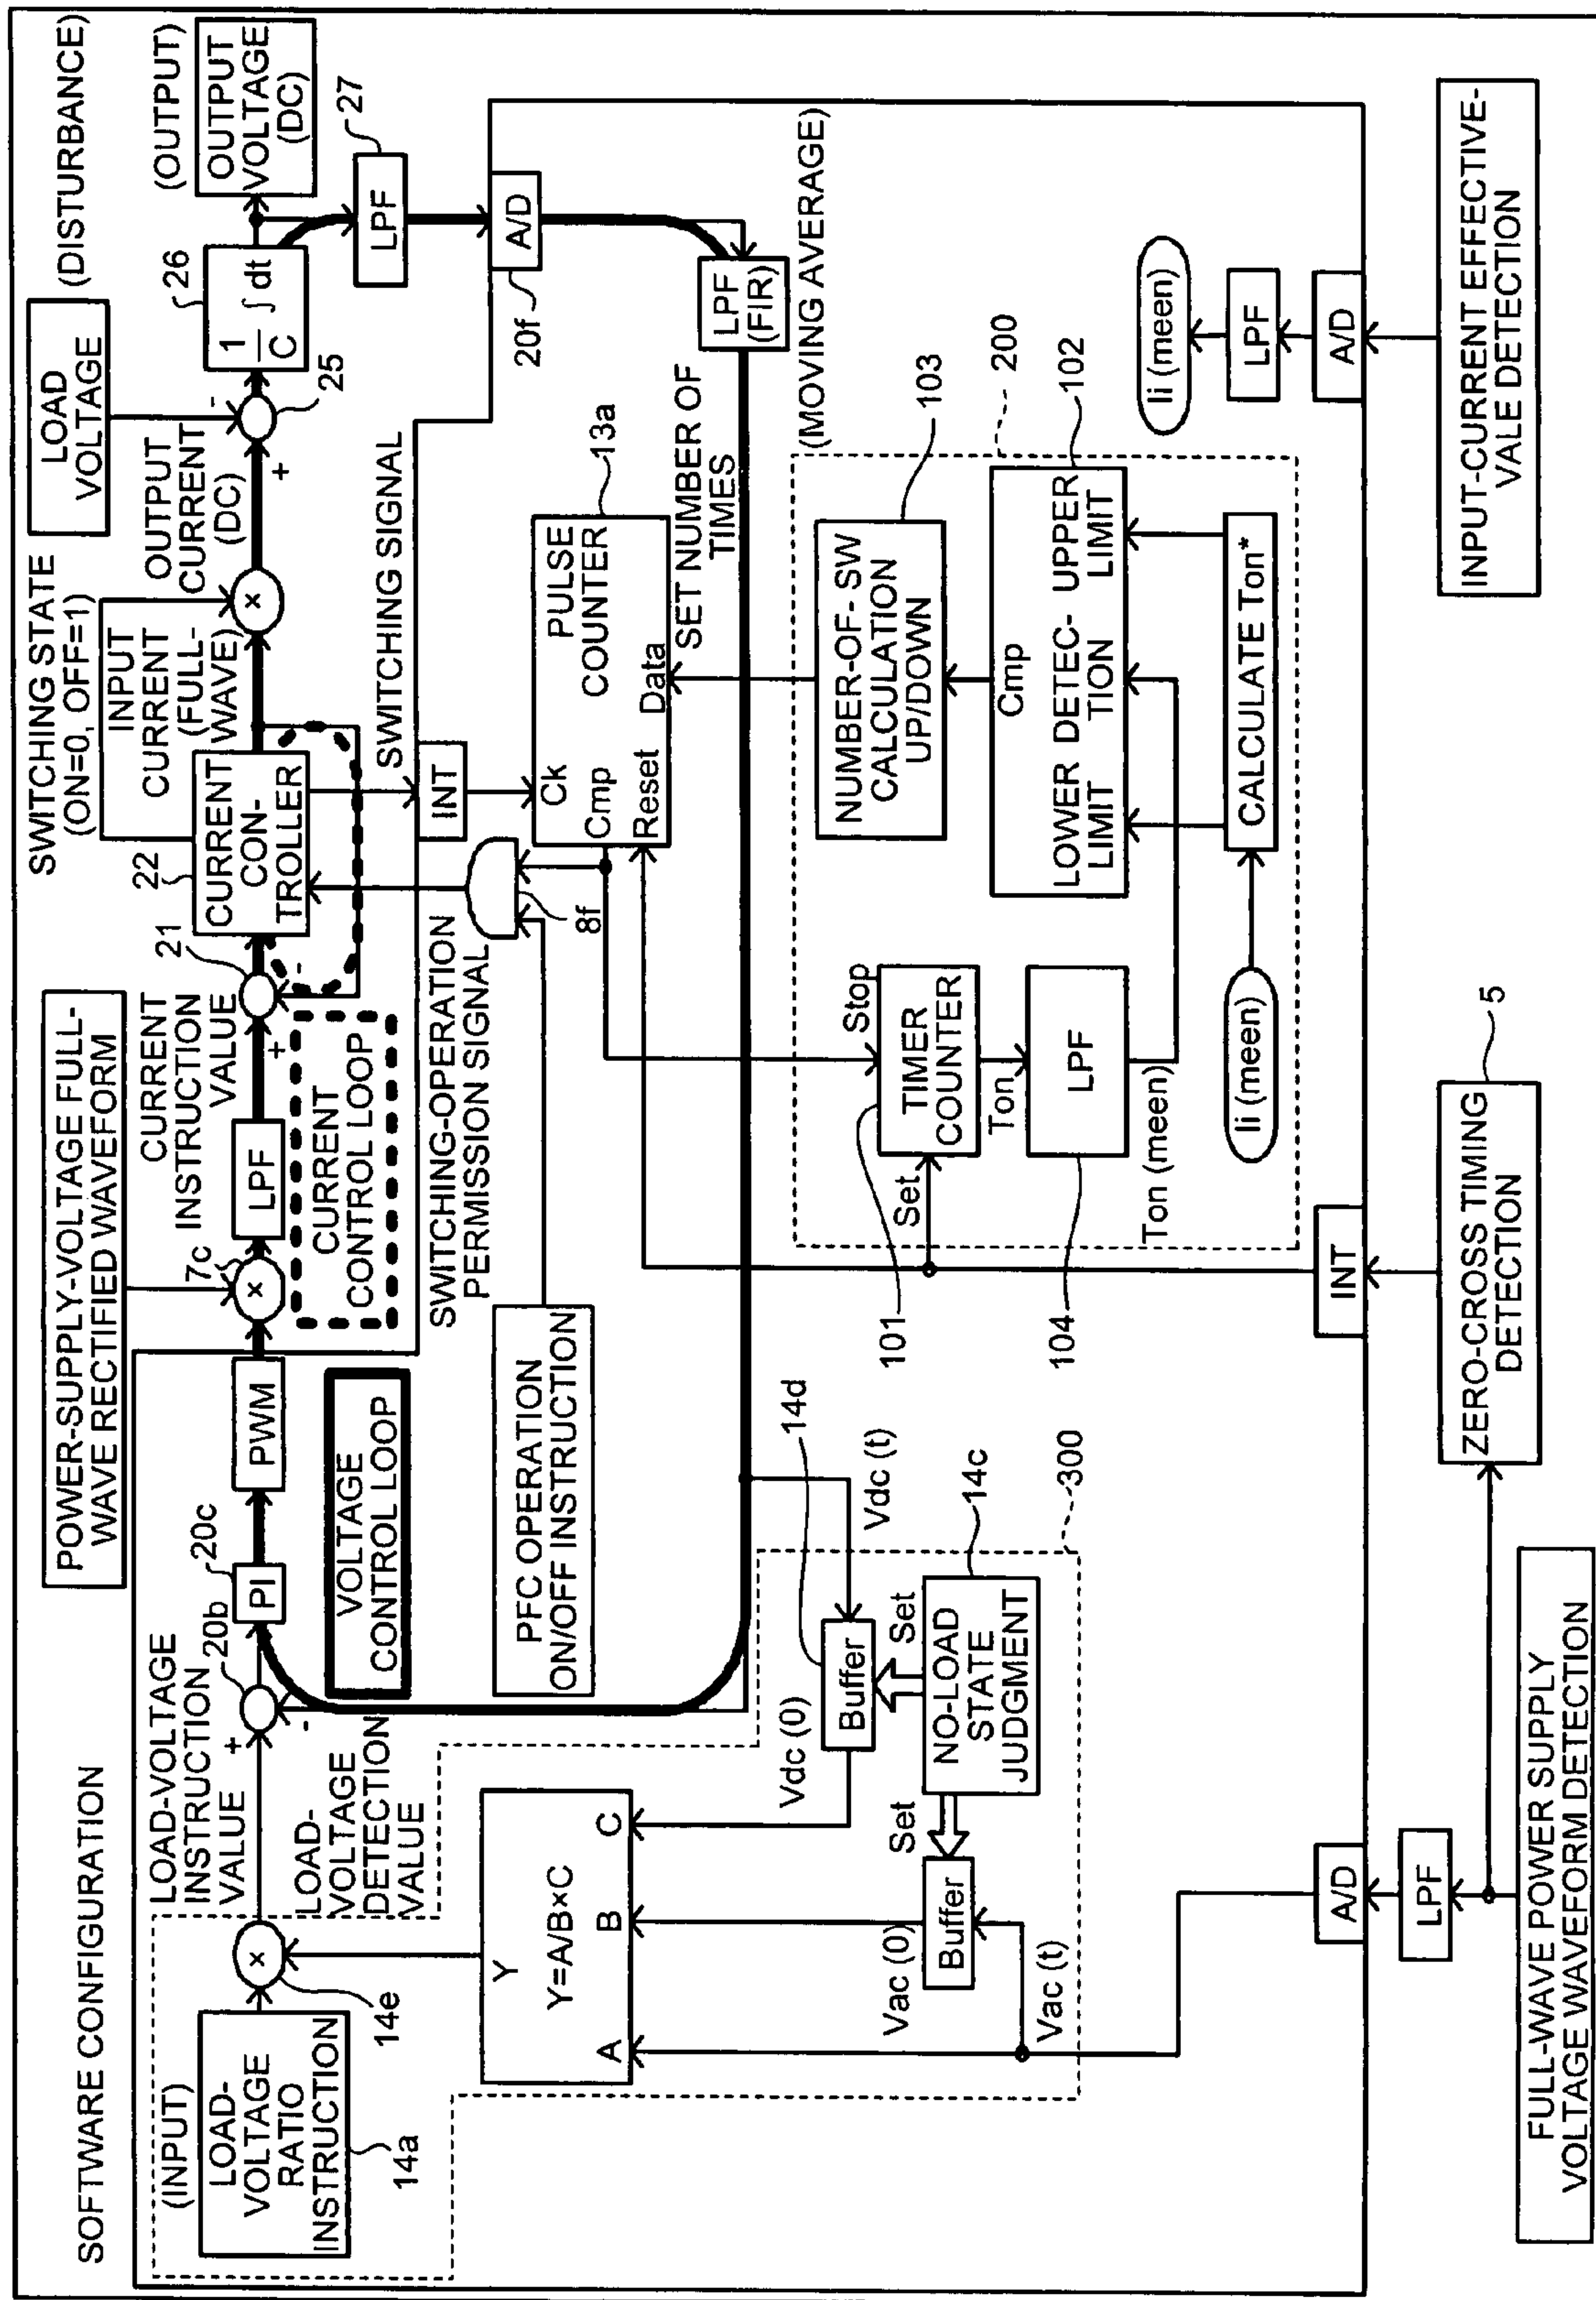 SOFTWARE CONFIGURATION
(INPUT)
LOAD-
VOLTAGE
RATIO
INSTRUCTION
14a
×
14e
LOAD-VOLTAGE
INSTRUCTION
VALUE
+
20b
-
LOAD-
VOLTAGE
DETECTION
VALUE
PI
20c
PWM
VOLTAGE
CONTROL LOOP
POWER-SUPPLY-VOLTAGE FULL-
WAVE RECTIFIED WAVEFORM
7c
×
LPF
CURRENT
INSTRUCTION
VALUE
+
21
-
CURRENT
CONTROL LOOP
22
CURRENT
CON-
TROLLER
SWITCHING STATE
(ON=0, OFF=1)
INPUT
CURRENT
(FULL-
WAVE)
×
OUTPUT
CURRENT
(DC)
+
LOAD
VOLTAGE
(DISTURBANCE)
-
25
26
1
C
∫ dt
(OUTPUT)
OUTPUT
VOLTAGE
(DC)
LPF
27
A/D
20f
LPF
(FIR)
(MOVING AVERAGE)
SWITCHING-OPERATION
PERMISSION SIGNAL
SWITCHING SIGNAL
INT
8f
PFC OPERATION
ON/OFF INSTRUCTION
PULSE
COUNTER
13a
Ck
Cmp
Reset
Data
SET NUMBER OF
TIMES
Y
Y=A/B×C
A
B
C
Vdc (0)
Buffer
14d
Vdc (t)
Set
NO-LOAD
STATE
JUDGMENT
14c
Set
Buffer
Vac (0)
Vac (t)
300
200
NUMBER-OF-SW
CALCULATION
UP/DOWN
103
Cmp
LOWER DETEC- UPPER
LIMIT TION LIMIT
102
CALCULATE Ton*
Ii (meen)
Stop
TIMER
COUNTER
Set
101
Ton
LPF
104
Ton (meen)
Ii (meen)
LPF
A/D
INPUT-CURRENT EFFECTIVE-
VALE DETECTION
INT
ZERO-CROSS TIMING
DETECTION
5
A/D
LPF
FULL-WAVE POWER SUPPLY
VOLTAGE WAVEFORM DETECTION